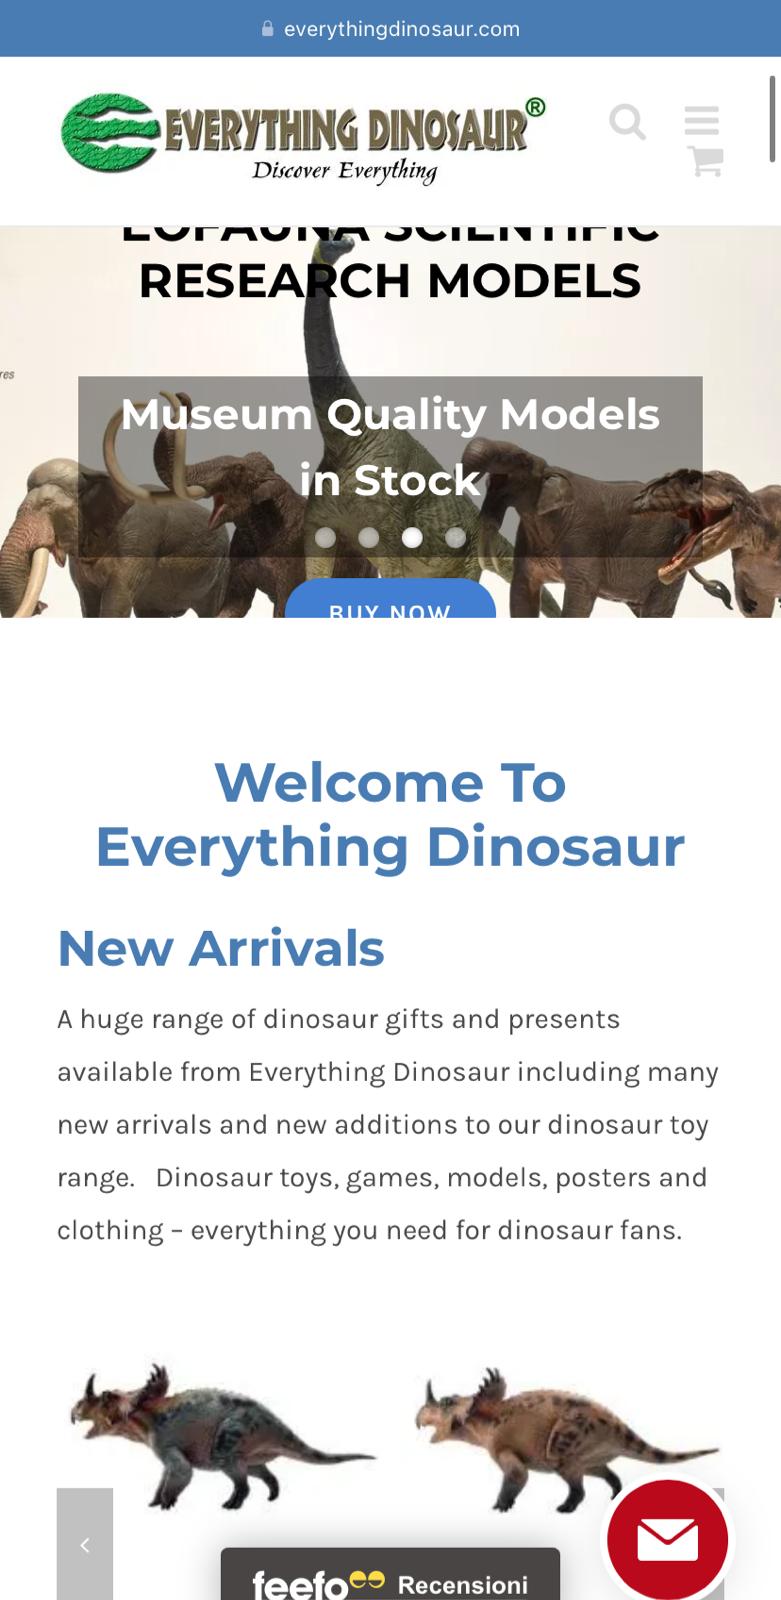 everythingdinosaur.com
EVERYTHING DINOSAUR®
Discover Everything
EOFAUNA SCIENTIFIC
RESEARCH MODELS
Museum Quality Models
in Stock
BUY NOW
Welcome To
Everything Dinosaur
New Arrivals
A huge range of dinosaur gifts and presents
available from Everything Dinosaur including many
new arrivals and new additions to our dinosaur toy
range. Dinosaur toys, games, models, posters and
clothing – everything you need for dinosaur fans.
feefo Recensioni